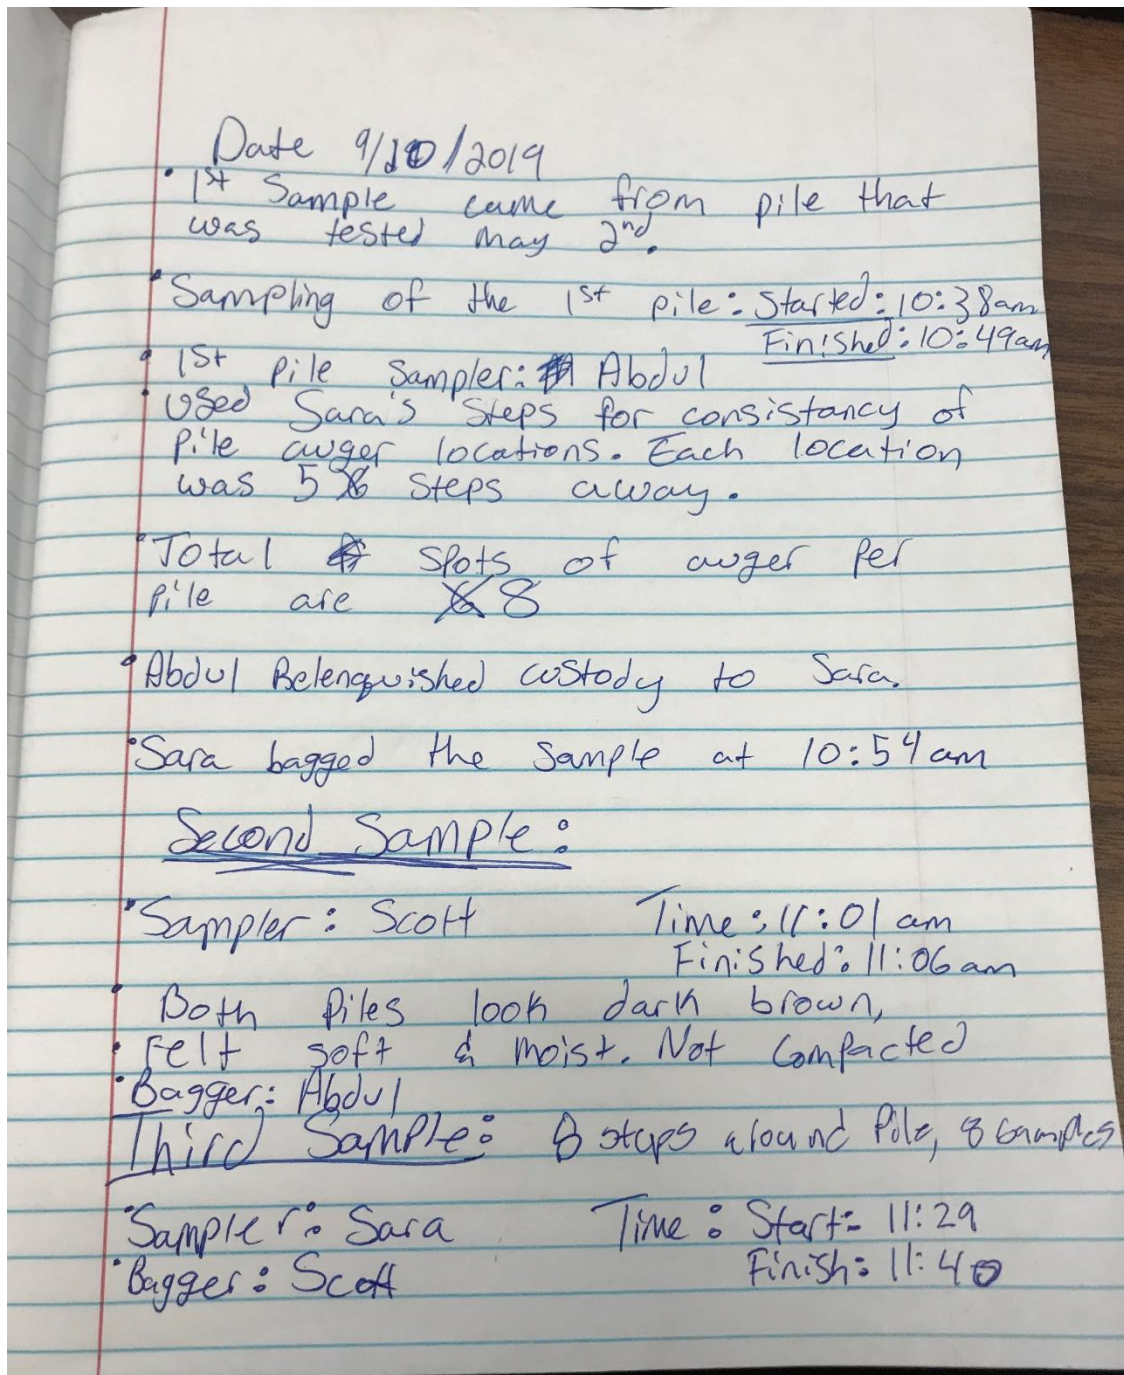 Date 9/10/2019
• 1st Sample came from pile that
was tested may 2nd.
• Sampling of the 1st pile: Started: 10:38am
Finished: 10:49am
• 1st pile sampler: Abdul
• Used Sara's steps for consistancy of
pile auger locations. Each location
was 5 steps away.
• Total spots of auger per
pile are 8
• Abdul Relenquished custody to Sara.
• Sara bagged the sample at 10:54am
Second Sample:
• Sampler: Scott Time: 11:01 am
Finished: 11:06am
• Both piles look dark brown,
• Felt soft & moist. Not compacted
• Bagger: Abdul
Third Sample: 8 steps around Pile, 8 samples
• Sampler: Sara Time: Start: 11:29
• Bagger: Scott Finish: 11:40